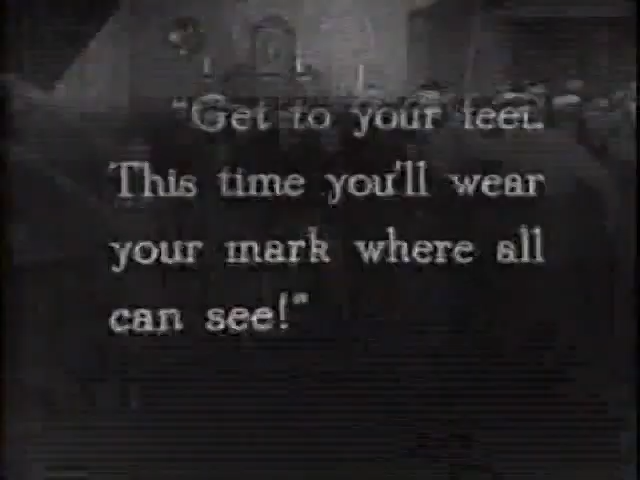 "Get to your feet.
This time you'll wear
your mark where all
can see!"